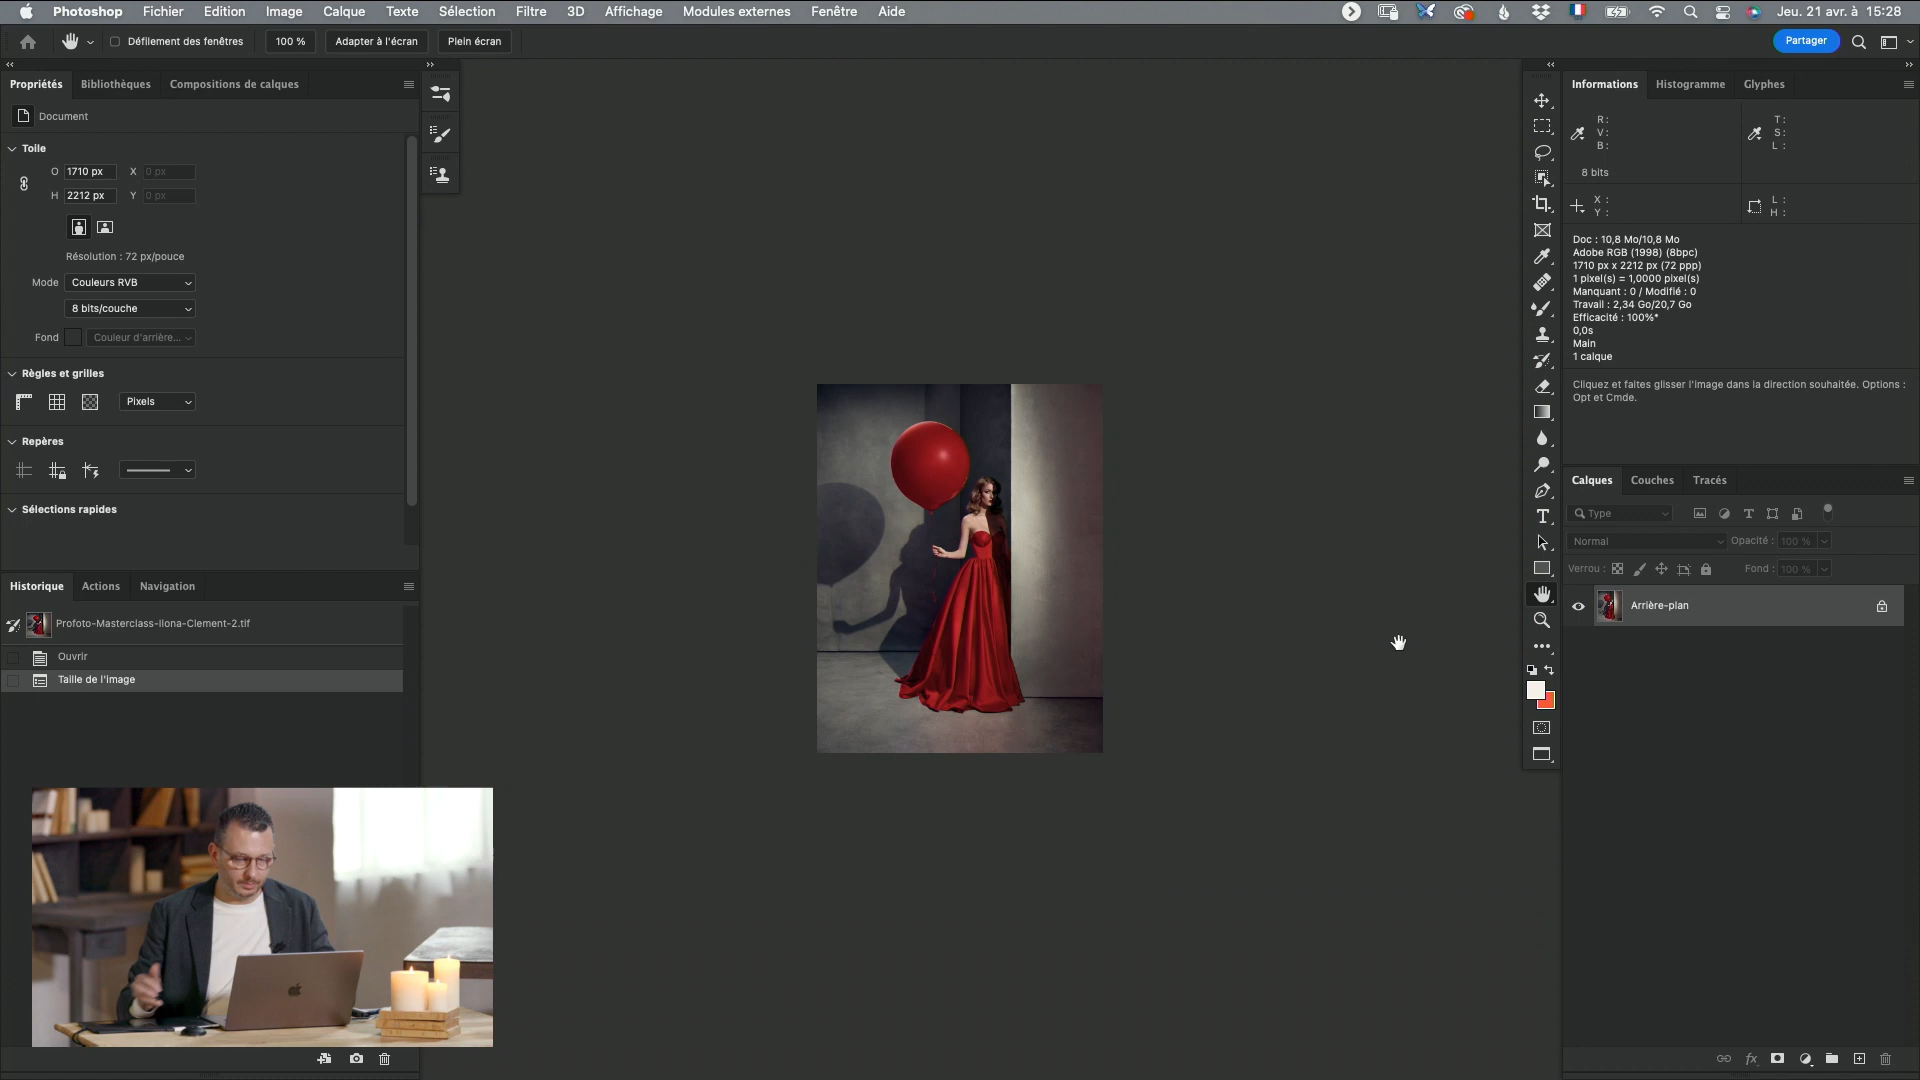 Photoshop Fichier Edition Image Calque Texte Sélection Filtre 3D Affichage Modules externes Fenêtre Aide Jeu. 21 avr. à 15:28
Défilement des fenêtres 100 % Adapter à l'écran Plein écran Partager
Propriétés Bibliothèques Compositions de calques
Document
Toile
O 1710 px X 0 px
H 2212 px Y 0 px
Résolution : 72 px/pouce
Mode Couleurs RVB
8 bits/couche
Fond Couleur d'arrière...
Règles et grilles
Pixels
Repères
Sélections rapides
Historique Actions Navigation
Profoto-Masterclass-Ilona-Clement-2.tif
Ouvrir
Taille de l'image
Informations Histogramme Glyphes
R : T :
V : S :
B : L :
8 bits
X : L :
Y : H :
Doc : 10,8 Mo/10,8 Mo
Adobe RGB (1998) (8bpc)
1710 px x 2212 px (72 ppp)
1 pixel(s) = 1,0000 pixel(s)
Manquant : 0 / Modifié : 0
Travail : 2,34 Go/20,7 Go
Efficacité : 100%*
0,0s
Main
1 calque
Cliquez et faites glisser l'image dans la direction souhaitée. Options :
Opt et Cmde.
Calques Couches Tracés
Type
Normal Opacité : 100 %
Verrou : Fond : 100 %
Arrière-plan
fx